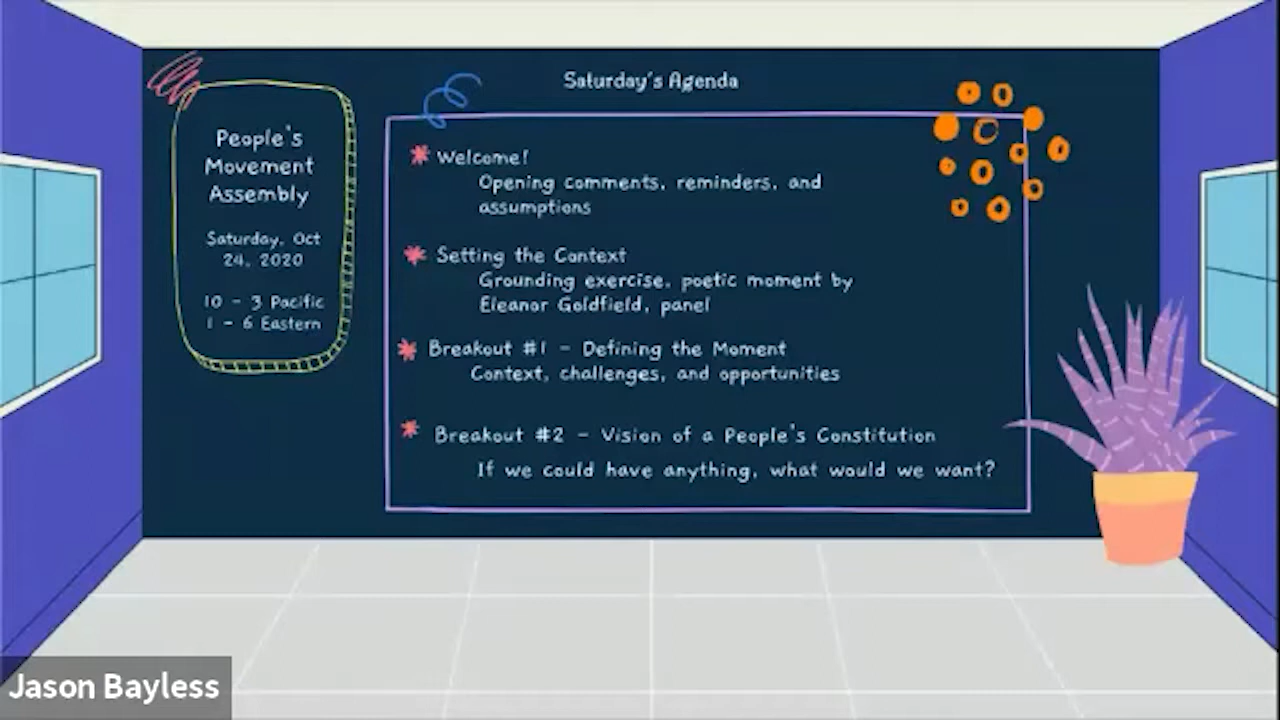 People's
Movement
Assembly
Saturday, Oct
24, 2020
10 - 3 Pacific
1 - 6 Eastern
Saturday's Agenda
Welcome!
Opening comments, reminders, and
assumptions
Setting the Context
Grounding exercise, poetic moment by
Eleanor Goldfield, panel
Breakout #1 - Defining the Moment
Context, challenges, and opportunities
Breakout #2 - Vision of a People's Constitution
If we could have anything, what would we want?
Jason Bayless